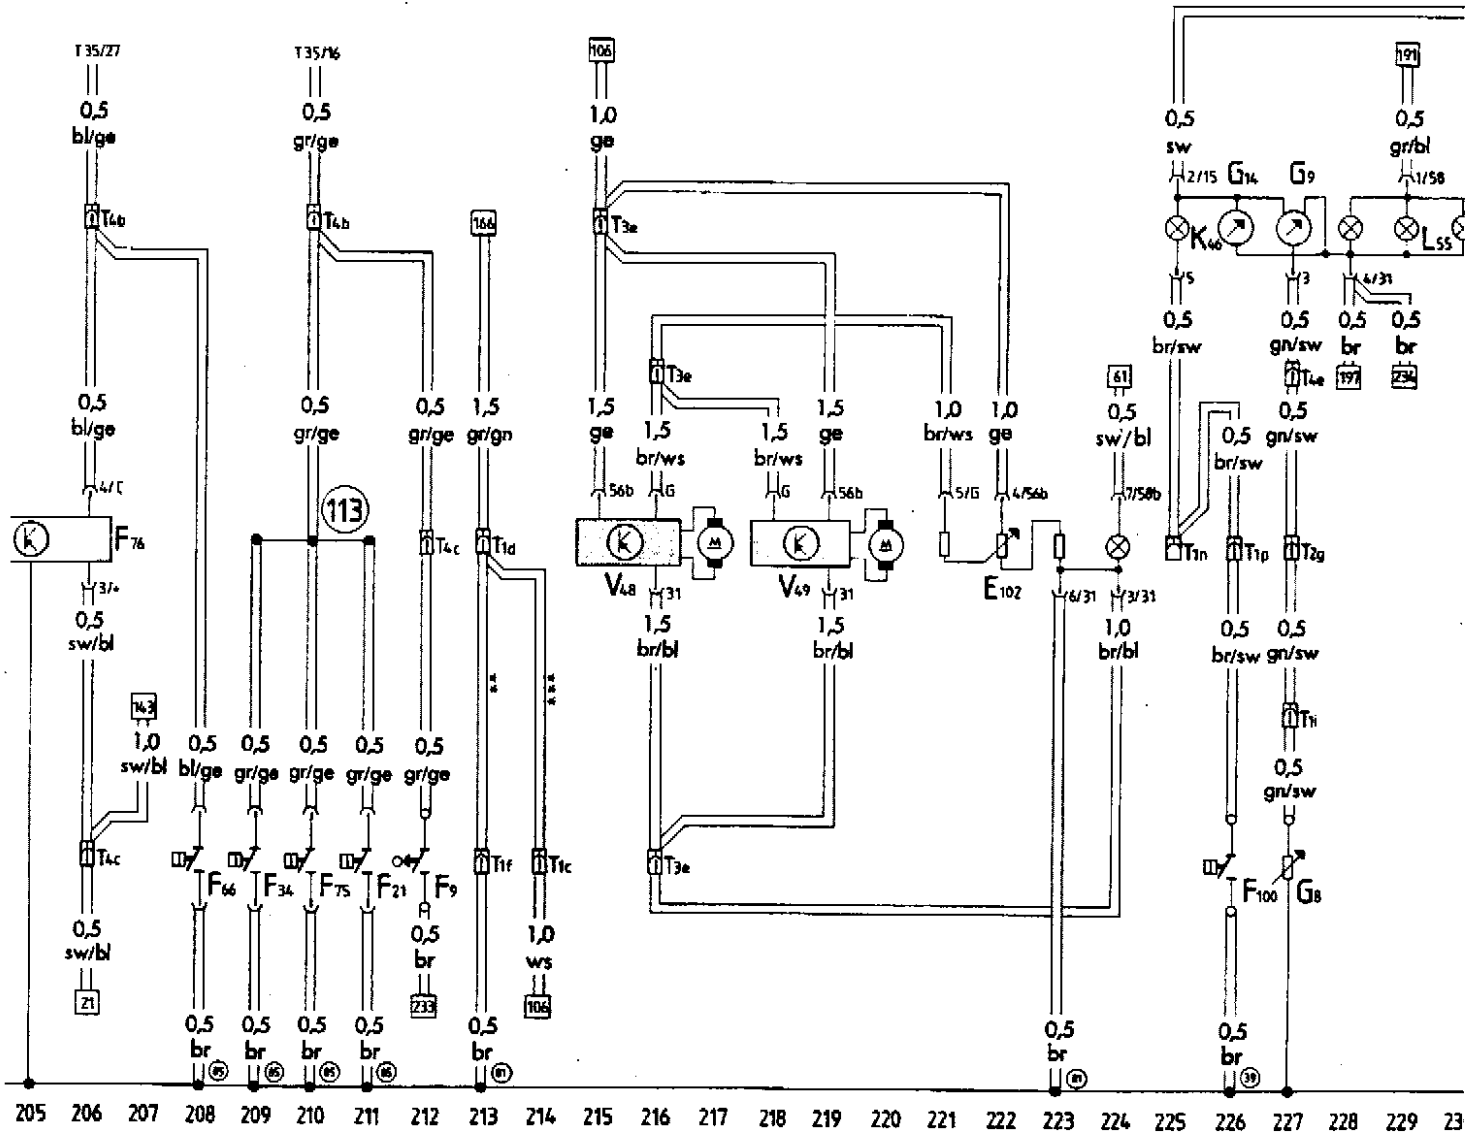 T35/27
T35/16
106
191
0,5
bl/ge
0,5
gr/ge
1,0
ge
0,5
sw
0,5
gr/bl
2/15
G14
G9
1/58
T4b
T4b
166
T3e
K46
L55
5
3
4/31
0,5
br/sw
0,5
gn/sw
0,5
br
0,5
br
T3e
61
T4e
197
234
0,5
bl/ge
0,5
gr/ge
0,5
gr/ge
1,5
gr/gn
1,5
ge
1,5
br/ws
1,5
br/ws
1,5
ge
1,0
br/ws
1,0
ge
0,5
sw/bl
0,5
br/sw
0,5
gn/sw
4/C
113
56b
G
G
56b
5/G
4/56b
7/58b
F76
T4c
T1d
M
M
T1n
T1p
T2g
3/+
V48
31
V49
31
E102
6/31
3/31
0,5
sw/bl
1,5
br/bl
1,5
br/bl
1,0
br/bl
0,5
br/sw
0,5
gn/sw
**
***
143
T1i
1,0
sw/bl
0,5
bl/ge
0,5
gr/ge
0,5
gr/ge
0,5
gr/ge
0,5
gr/ge
0,5
gn/sw
T4c
F66
F34
F75
F21
F9
T1f
T1c
T3e
F100
G8
0,5
sw/bl
0,5
br
1,0
ws
21
233
106
0,5
br
0,5
br
0,5
br
0,5
br
0,5
br
0,5
br
0,5
br
85
85
85
81
81
39
205 206 207 208 209 210 211 212 213 214 215 216 217 218 219 220 221 222 223 224 225 226 227 228 229